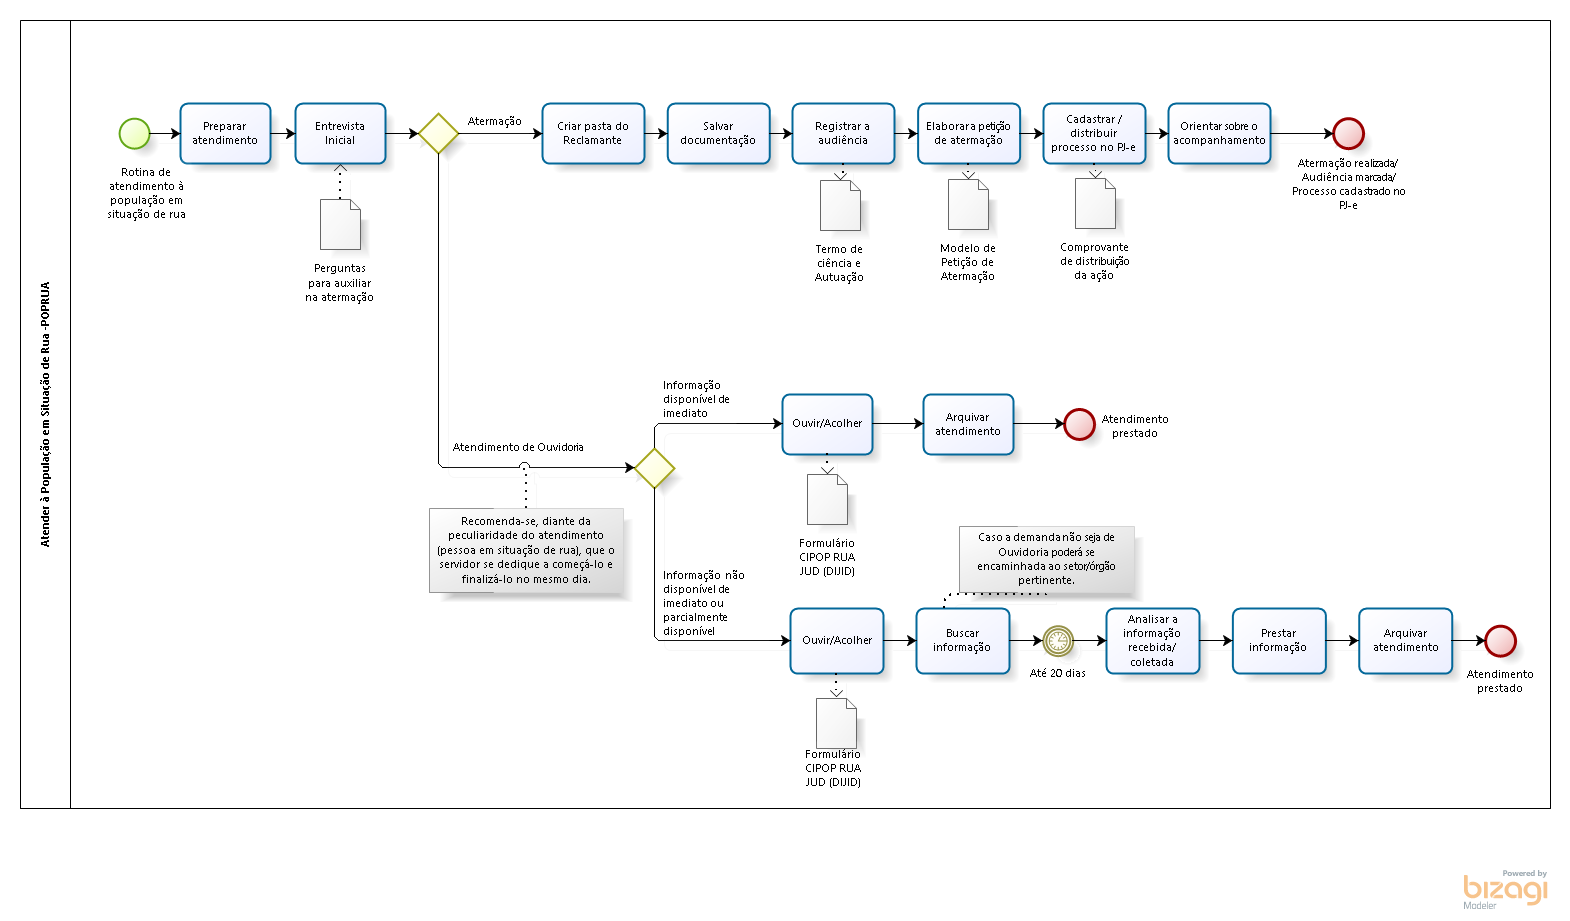 Atender à População em Situação de Rua -POPRUA
Rotina de
atendimento à
população em
situação de rua
Preparar
atendimento
Entrevista
Inicial
Perguntas
para auxiliar
na atermação
Atermação
Criar pasta do
Reclamante
Salvar
documentação
Registrar a
audiência
Termo de
ciência e
Autuação
Elaborara petição
de atermação
Modelo de
Petição de
Atermação
Cadastrar /
distribuir
processo no PJ-e
Comprovante
de distribuição
da ação
Orientar sobre o
acompanhamento
Atermação realizada/
Audiência marcada/
Processo cadastrado no
PJ-e
Atendimento de Ouvidoria
Recomenda-se, diante da
peculiaridade do atendimento
(pessoa em situação de rua), que o
servidor se dedique a começá-lo e
finalizá-lo no mesmo dia.
Informação
disponível de
imediato
Ouvir/Acolher
Formulário
CIPOP RUA
JUD (DIJID)
Arquivar
atendimento
Atendimento
prestado
Informação não
disponível de
imediato ou
parcialmente
disponível
Ouvir/Acolher
Formulário
CIPOP RUA
JUD (DIJID)
Buscar
informação
Caso a demanda não seja de
Ouvidoria poderá se
encaminhada ao setor/órgão
pertinente.
Até 20 dias
Analisar a
informação
recebida/
coletada
Prestar
informação
Arquivar
atendimento
Atendimento
prestado
Powered by
bizagi
Modeler